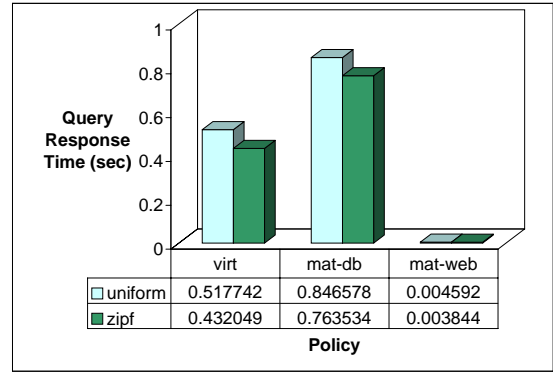 1
0.8
0.6
0.4
0.2
0
Query
Response
Time (sec)
virt mat-db mat-web
uniform 0.517742 0.846578 0.004592
zipf 0.432049 0.763534 0.003844
Policy